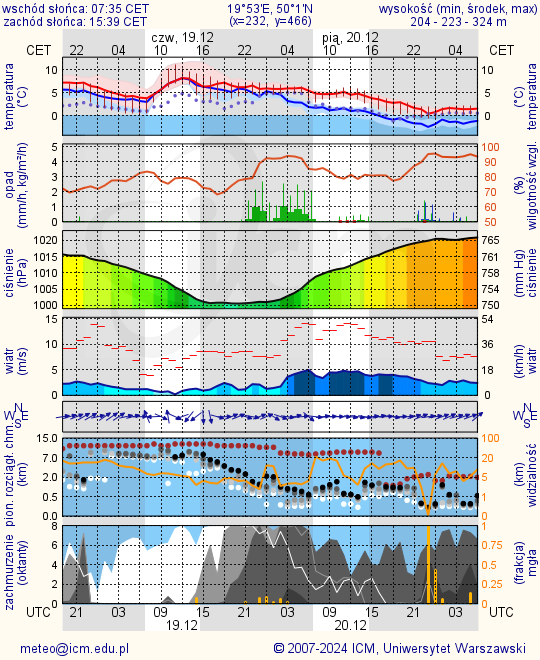 wschód słońca: 07:35 CET 19°53'E, 50°1'N wysokość (min, środek, max)
zachód słońca: 15:39 CET (x=232, y=466) 204 - 223 - 324 m
czw, 19.12 pią, 20.12
CET 22 04 10 16 22 04 10 16 22 04 CET
temperatura (°C) 10 5 0 10 5 0 temperatura (°C)
opad (mm/h, kg/m²/h) 5 4 3 2 1 0 100 90 80 70 60 50 (%) wilgotność wzgl.
ciśnienie (hPa) 1020 1015 1010 1005 1000 765 761 758 754 750 (mm Hg) ciśnienie
wiatr (m/s) 15 10 5 0 54 36 18 0 (km/h) wiatr
N W E S N W E S
pion. rozciągł. chm. (km) 15.0 7.0 2.0 0.5 0.0 100 20 5 1 0 (km) widzialność
zachmurzenie (oktanty) 8 6 4 2 0 1 0.75 0.5 0.25 0 (frakcja) mgła
UTC 21 03 09 15 21 03 09 15 21 03 UTC
19.12 20.12
meteo@icm.edu.pl © 2007-2024 ICM, Uniwersytet Warszawski